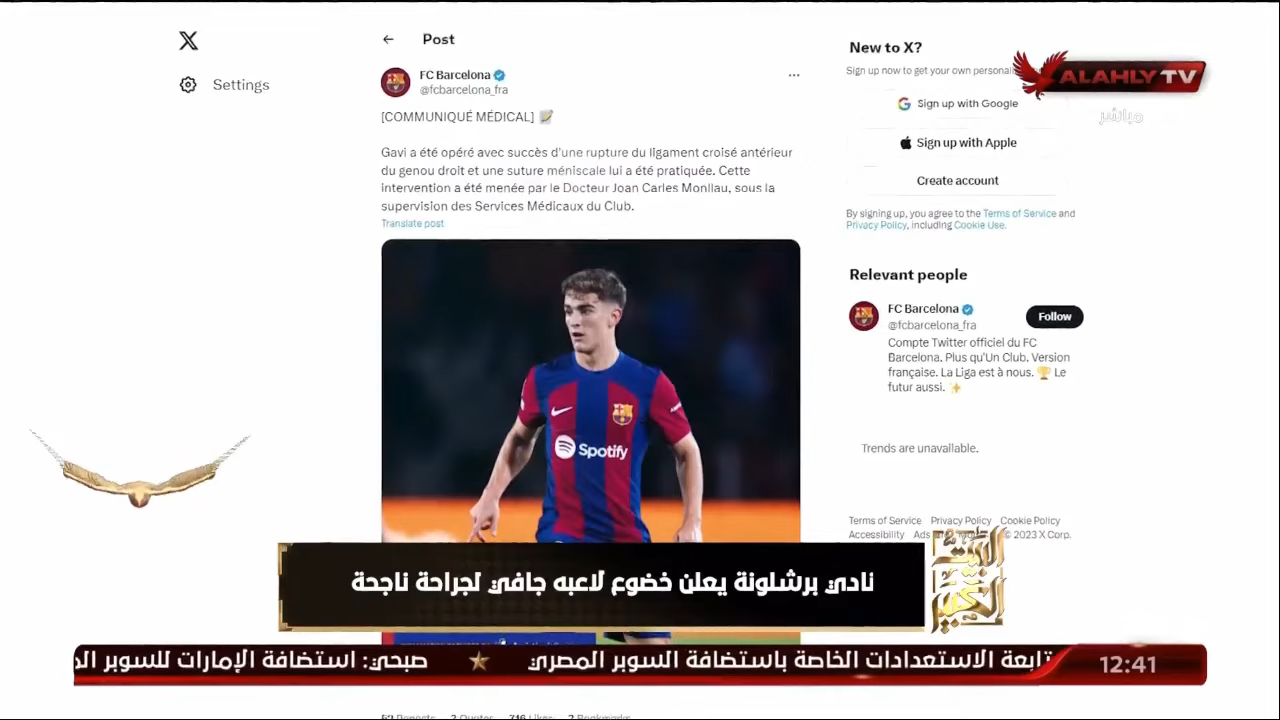 Post
Settings
FC Barcelona
@fcbarcelona_fra
[COMMUNIQUÉ MÉDICAL]
Gavi a été opéré avec succès d'une rupture du ligament croisé antérieur
du genou droit et une suture méniscale lui a été pratiquée. Cette
intervention a été menée par le Docteur Joan Carles Monllau, sous la
supervision des Services Médicaux du Club.
Translate post
Spotify
New to X?
Sign up now to get your own
ALAHLY TV
مباشر
Sign up with Google
Sign up with Apple
Create account
By signing up, you agree to the Terms of Service and
Privacy Policy, including Cookie Use.
Relevant people
FC Barcelona
@fcbarcelona_fra
Follow
Compte Twitter officiel du FC
Barcelona. Plus qu'Un Club. Version
française. La Liga est à nous. 🏆 Le
futur aussi. ✨
Trends are unavailable.
Terms of Service Privacy Policy Cookie Policy
Accessibility © 2023 X Corp.
نادي برشلونة يعلن خضوع لاعبه جافي لجراحة ناجحة
الاستعدادات الخاصة باستضافة السوبر المصري ★ صبحي: استضافة الإمارات للسوبر
12:41